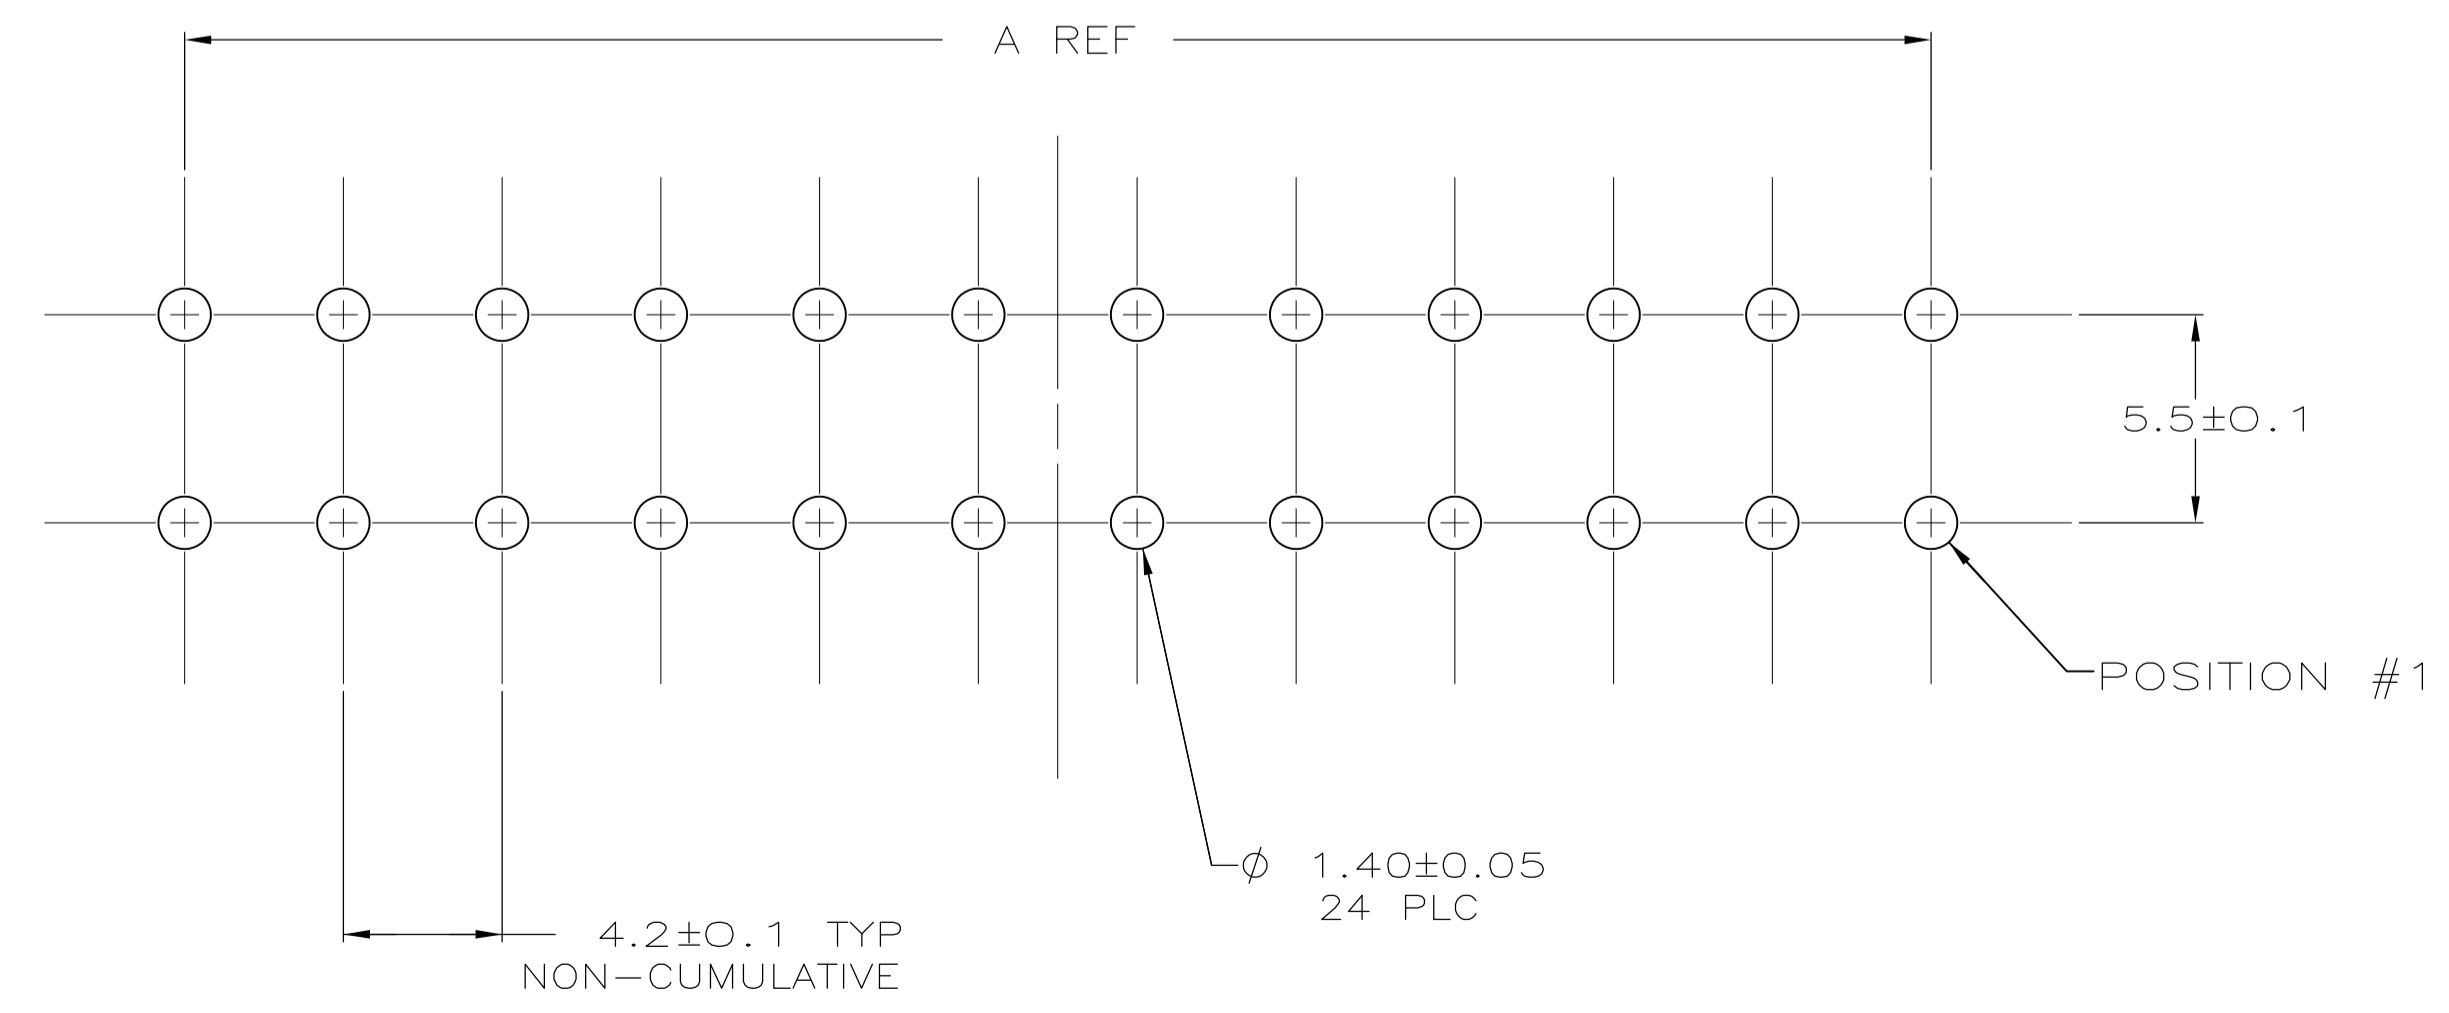 A REF
5.5±0.1
POSITION #1
⌀ 1.40±0.05
24 PLC
4.2±0.1 TYP
NON-CUMULATIVE